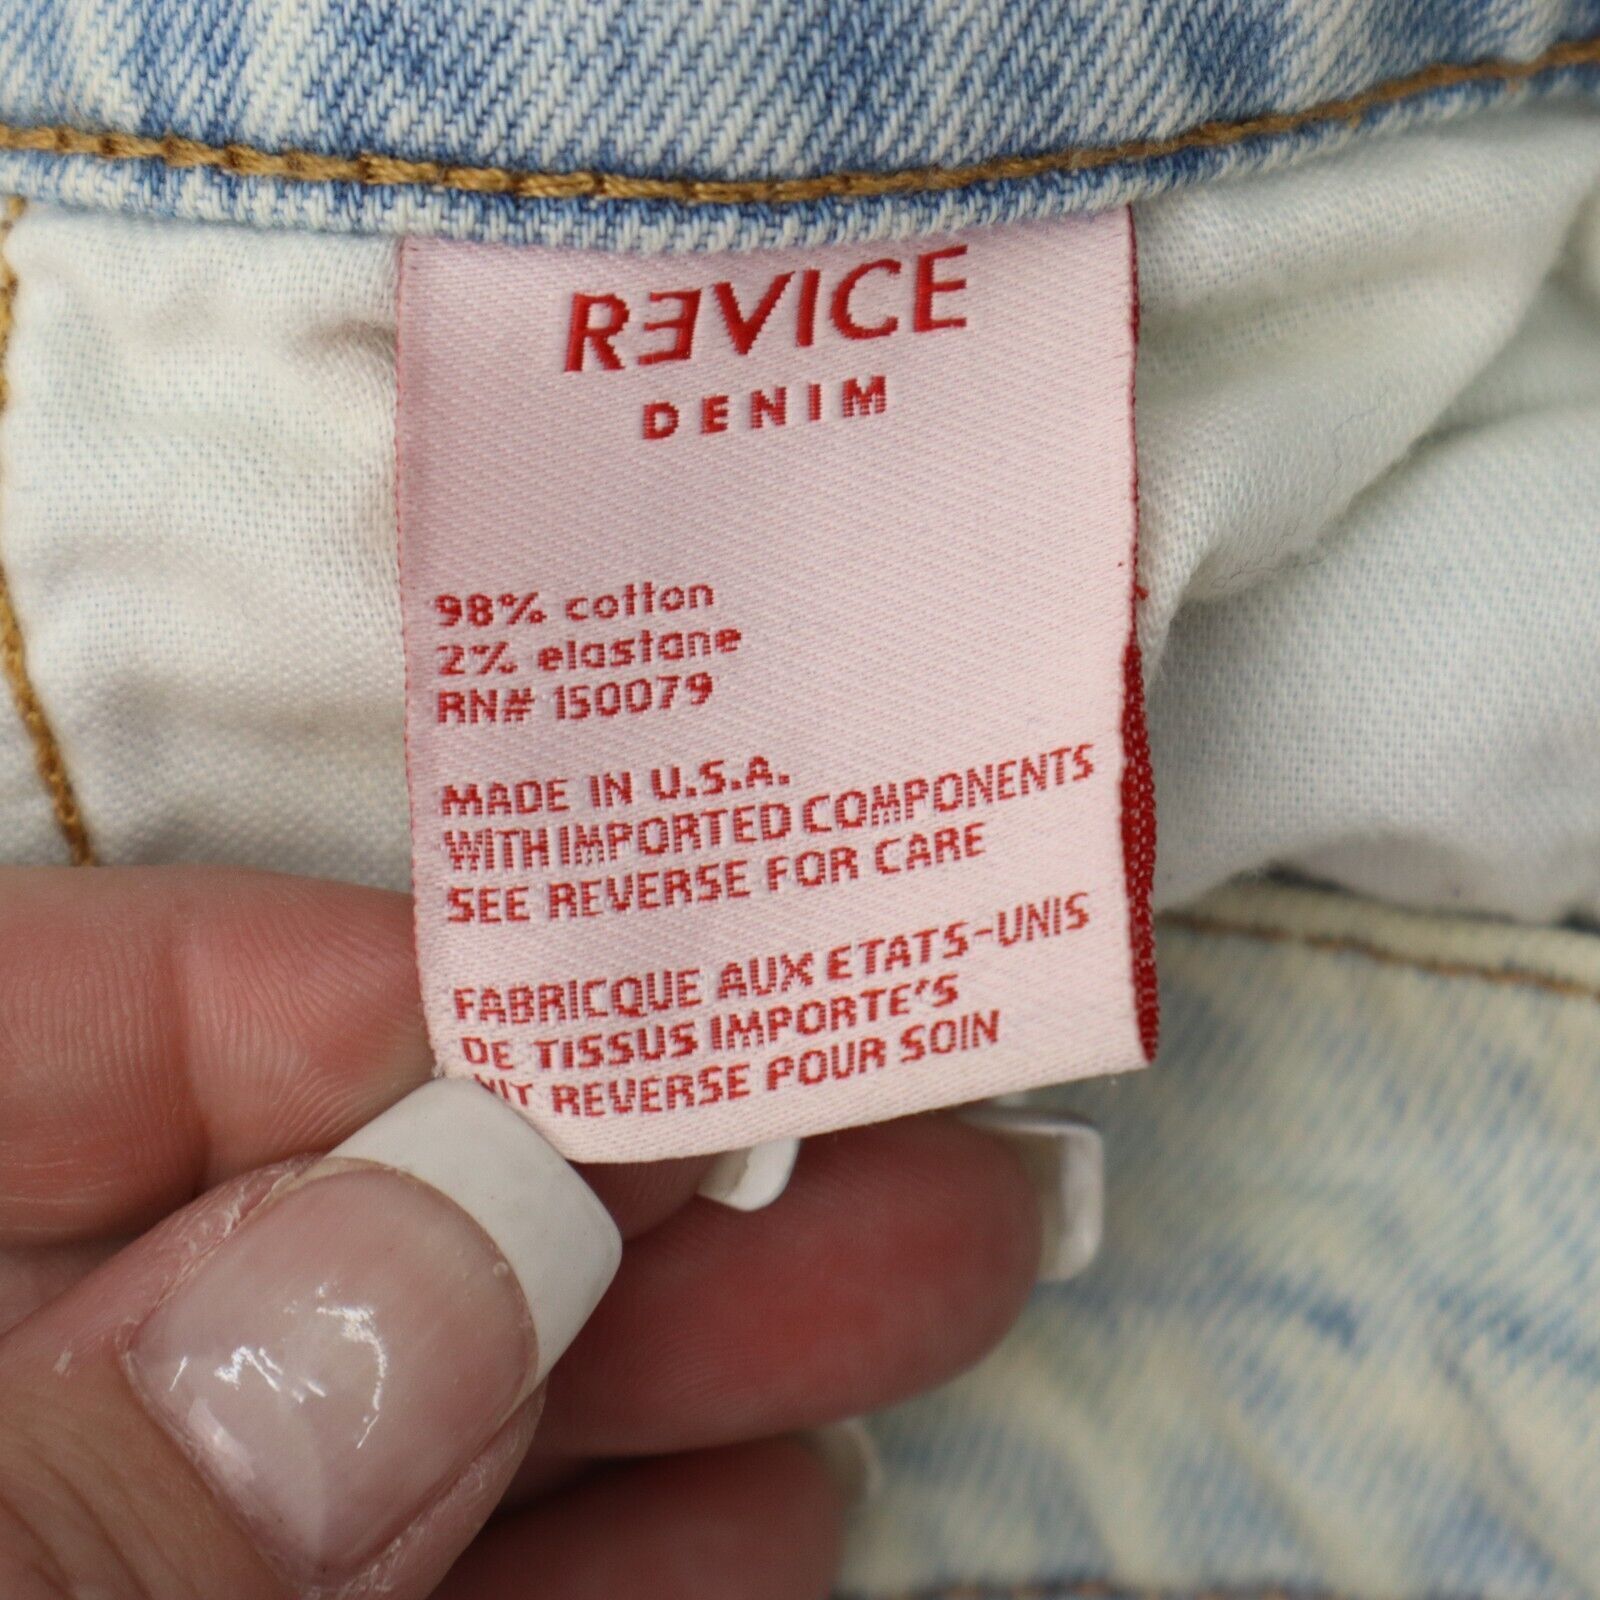 RƎVICE
DENIM
98% cotton
2% elastane
RN# 150079
MADE IN U.S.A.
WITH IMPORTED COMPONENTS
SEE REVERSE FOR CARE
FABRICQUE AUX ETATS-UNIS
DE TISSUS IMPORTE'S
REVERSE POUR SOIN